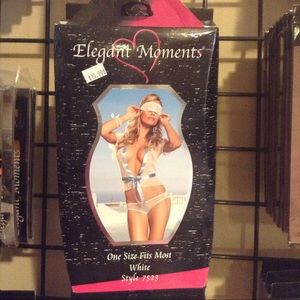 Elegant Moments
One Size Fits Most
White
Style 7523